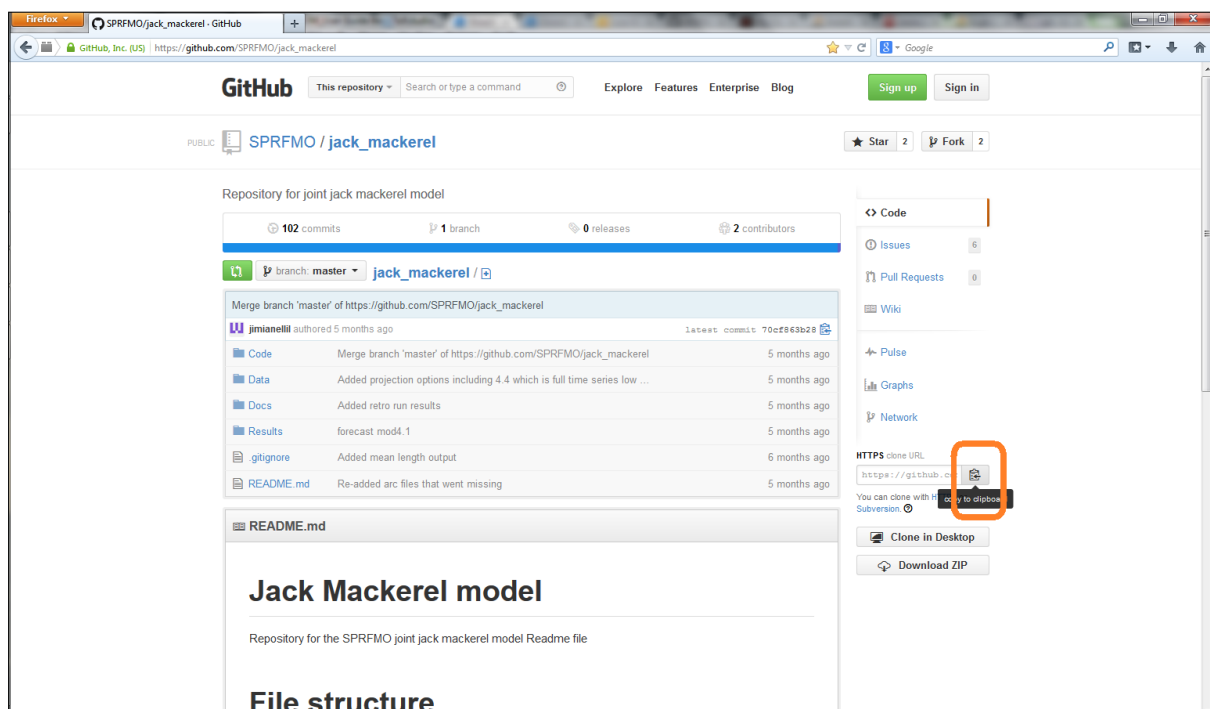 Firefox
SPRFMO/jack_mackerel · GitHub
+
GitHub, Inc. (US) https://github.com/SPRFMO/jack_mackerel
Google
GitHub This repository Search or type a command Explore Features Enterprise Blog Sign up Sign in
PUBLIC SPRFMO / jack_mackerel Star 2 Fork 2
Repository for joint jack mackerel model
102 commits 1 branch 0 releases 2 contributors
branch: master jack_mackerel /
Merge branch 'master' of https://github.com/SPRFMO/jack_mackerel
jimianellil authored 5 months ago latest commit 70cf863b28
Code Merge branch 'master' of https://github.com/SPRFMO/jack_mackerel 5 months ago
Data Added projection options including 4.4 which is full time series low … 5 months ago
Docs Added retro run results 5 months ago
Results forecast mod4.1 5 months ago
.gitignore Added mean length output 6 months ago
README.md Re-added arc files that went missing 5 months ago
README.md
Jack Mackerel model
Repository for the SPRFMO joint jack mackerel model Readme file
File structure
Code
Issues 6
Pull Requests 0
Wiki
Pulse
Graphs
Network
HTTPS clone URL
https://github.c
You can clone with
copy to clipboard
Subversion.
Clone in Desktop
Download ZIP